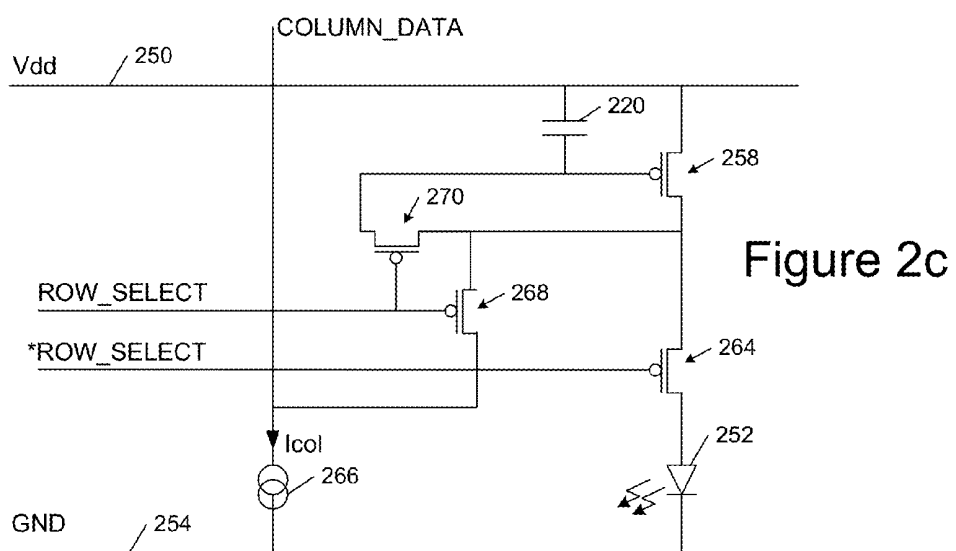 COLUMN_DATA
Vdd
250
220
258
270
Figure 2c
ROW_SELECT
268
*ROW_SELECT
264
252
Icol
266
GND
254